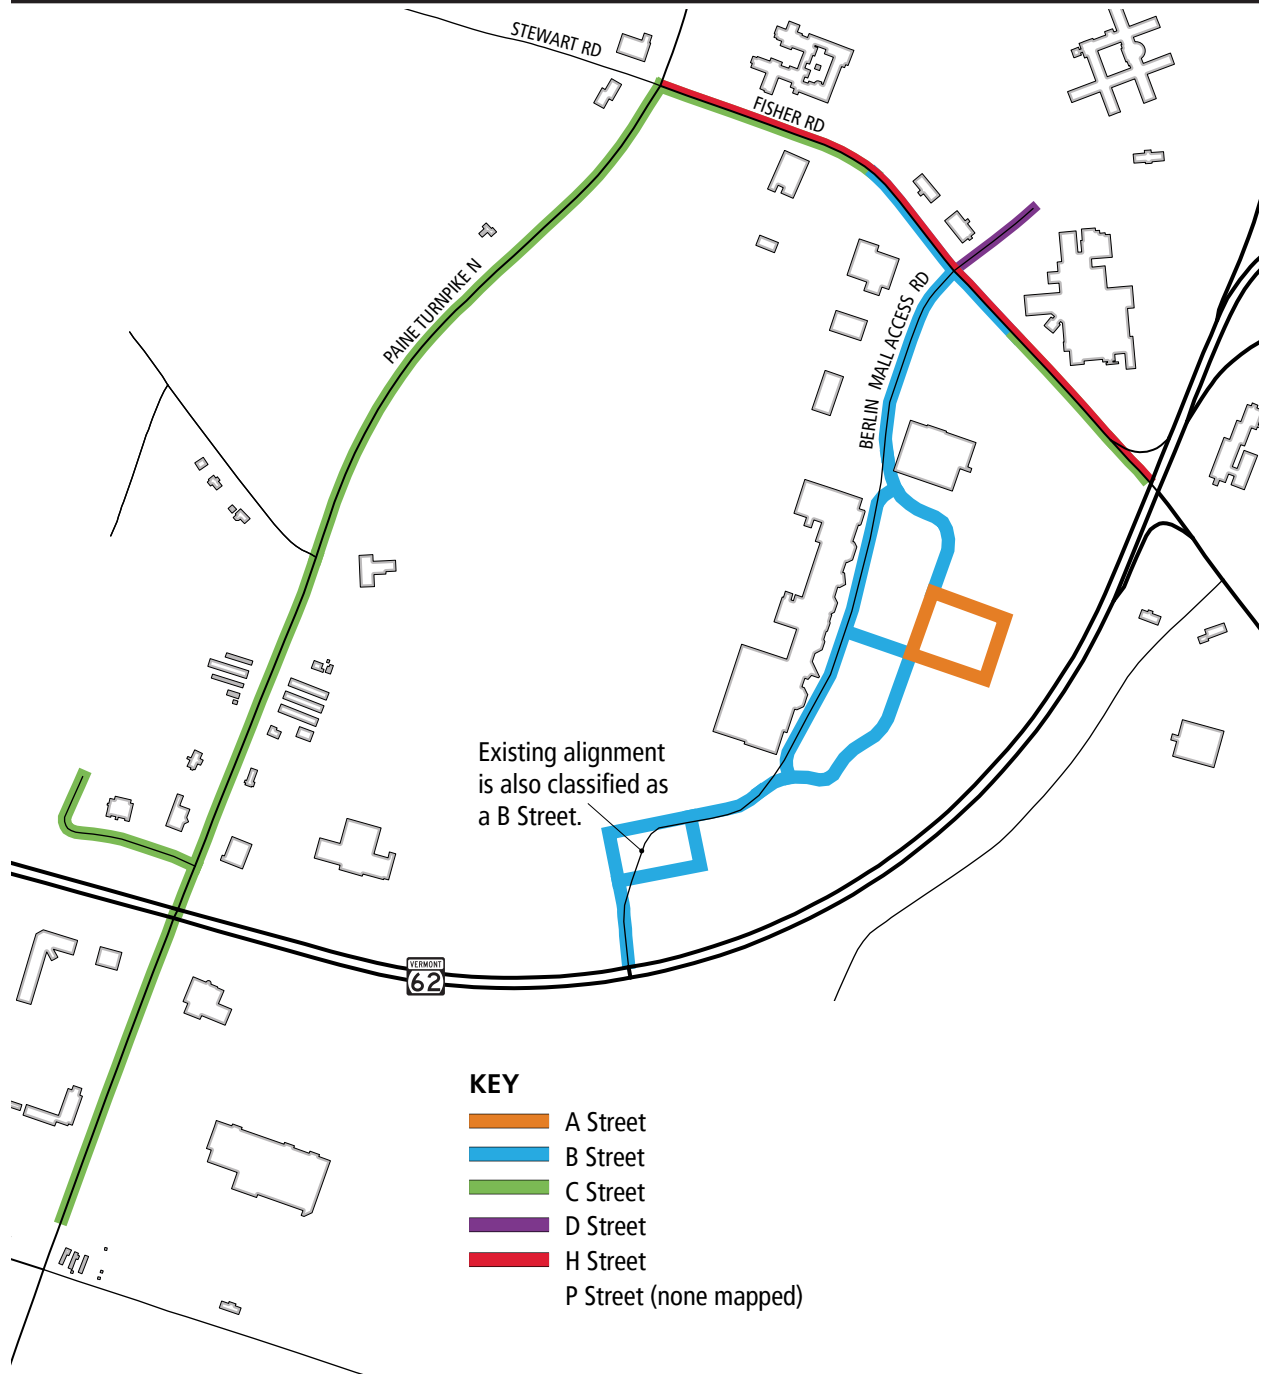 STEWART RD
FISHER RD
PAINE TURNPIKE N
BERLIN MALL ACCESS RD
Existing alignment
is also classified as
a B Street.
VERMONT
62
KEY
A Street
B Street
C Street
D Street
H Street
P Street (none mapped)